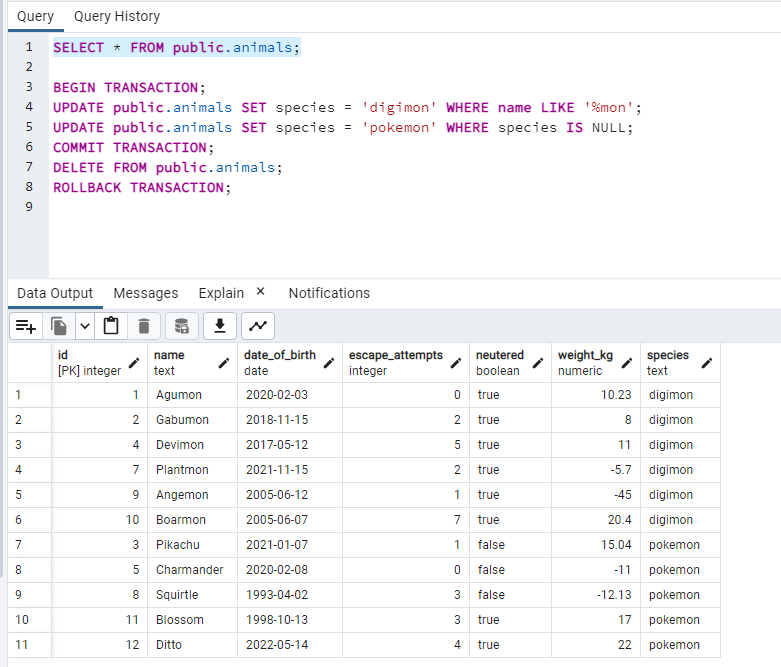 Query Query History
1 SELECT * FROM public.animals;
2
3 BEGIN TRANSACTION;
4 UPDATE public.animals SET species = 'digimon' WHERE name LIKE '%mon';
5 UPDATE public.animals SET species = 'pokemon' WHERE species IS NULL;
6 COMMIT TRANSACTION;
7 DELETE FROM public.animals;
8 ROLLBACK TRANSACTION;
9
Data Output Messages Explain × Notifications
id name date_of_birth escape_attempts neutered weight_kg species
[PK] integer text date integer boolean numeric text
1 1 Agumon 2020-02-03 0 true 10.23 digimon
2 2 Gabumon 2018-11-15 2 true 8 digimon
3 4 Devimon 2017-05-12 5 true 11 digimon
4 7 Plantmon 2021-11-15 2 true -5.7 digimon
5 9 Angemon 2005-06-12 1 true -45 digimon
6 10 Boarmon 2005-06-07 7 true 20.4 digimon
7 3 Pikachu 2021-01-07 1 false 15.04 pokemon
8 5 Charmander 2020-02-08 0 false -11 pokemon
9 8 Squirtle 1993-04-02 3 false -12.13 pokemon
10 11 Blossom 1998-10-13 3 true 17 pokemon
11 12 Ditto 2022-05-14 4 true 22 pokemon